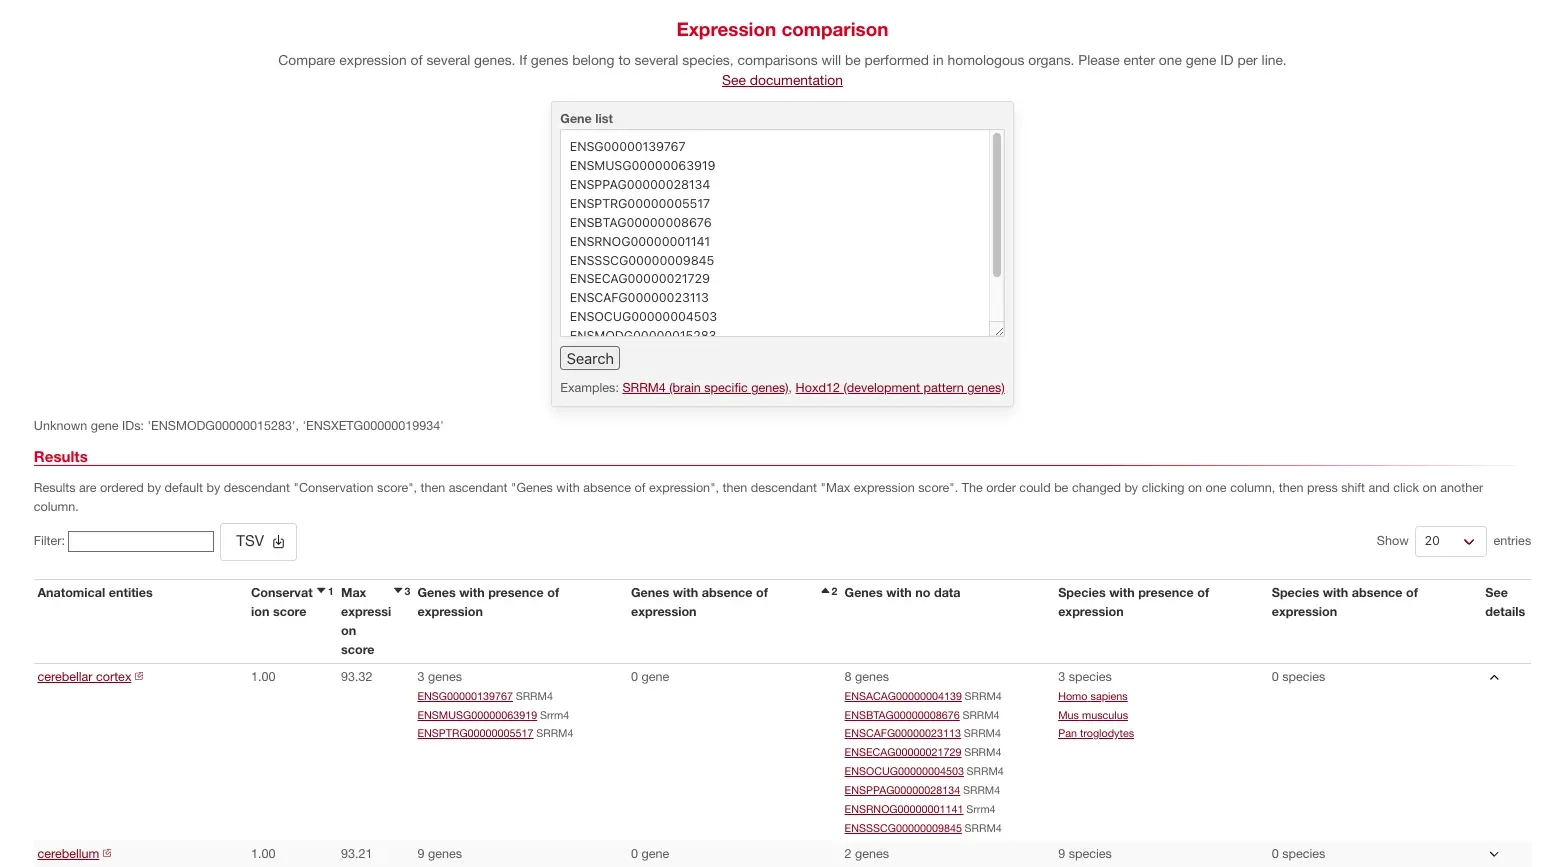 Expression comparison
Compare expression of several genes. If genes belong to several species, comparisons will be performed in homologous organs. Please enter one gene ID per line.
See documentation
Gene list
ENSG00000139767
ENSMUSG00000063919
ENSPPAG00000028134
ENSPTRG00000005517
ENSBTAG00000008676
ENSRNOG00000001141
ENSSSCG00000009845
ENSECAG00000021729
ENSCAFG00000023113
ENSOCUG00000004503
ENSMODG00000015283
Search
Examples: SRRM4 (brain specific genes), Hoxd12 (development pattern genes)
Unknown gene IDs: 'ENSMODG00000015283', 'ENSXETG00000019934'
Results
Results are ordered by default by descendant "Conservation score", then ascendant "Genes with absence of expression", then descendant "Max expression score". The order could be changed by clicking on one column, then press shift and click on another
column.
Filter:
TSV
Show 20 entries
Anatomical entities
Conservat
ion score
1
Max
expressi
on
score
3
Genes with presence of
expression
Genes with absence of
expression
2
Genes with no data
Species with presence of
expression
Species with absence of
expression
See
details
cerebellar cortex
1.00
93.32
3 genes
ENSG00000139767 SRRM4
ENSMUSG00000063919 Srrm4
ENSPTRG00000005517 SRRM4
0 gene
8 genes
ENSACAG00000004139 SRRM4
ENSBTAG00000008676 SRRM4
ENSCAFG00000023113 SRRM4
ENSECAG00000021729 SRRM4
ENSOCUG00000004503 SRRM4
ENSPPAG00000028134 SRRM4
ENSRNOG00000001141 Srrm4
ENSSSCG00000009845 SRRM4
3 species
Homo sapiens
Mus musculus
Pan troglodytes
0 species
cerebellum
1.00
93.21
9 genes
0 gene
2 genes
9 species
0 species